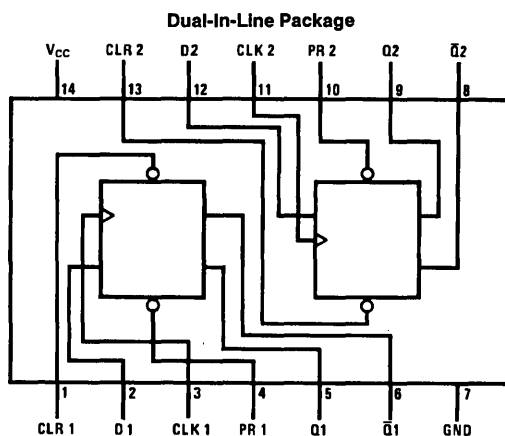 Dual-In-Line Package
V_CC CLR 2 D2 CLK 2 PR 2 Q2 Q̅2
14 13 12 11 10 9 8
1 2 3 4 5 6 7
CLR 1 D1 CLK 1 PR 1 Q1 Q̅1 GND